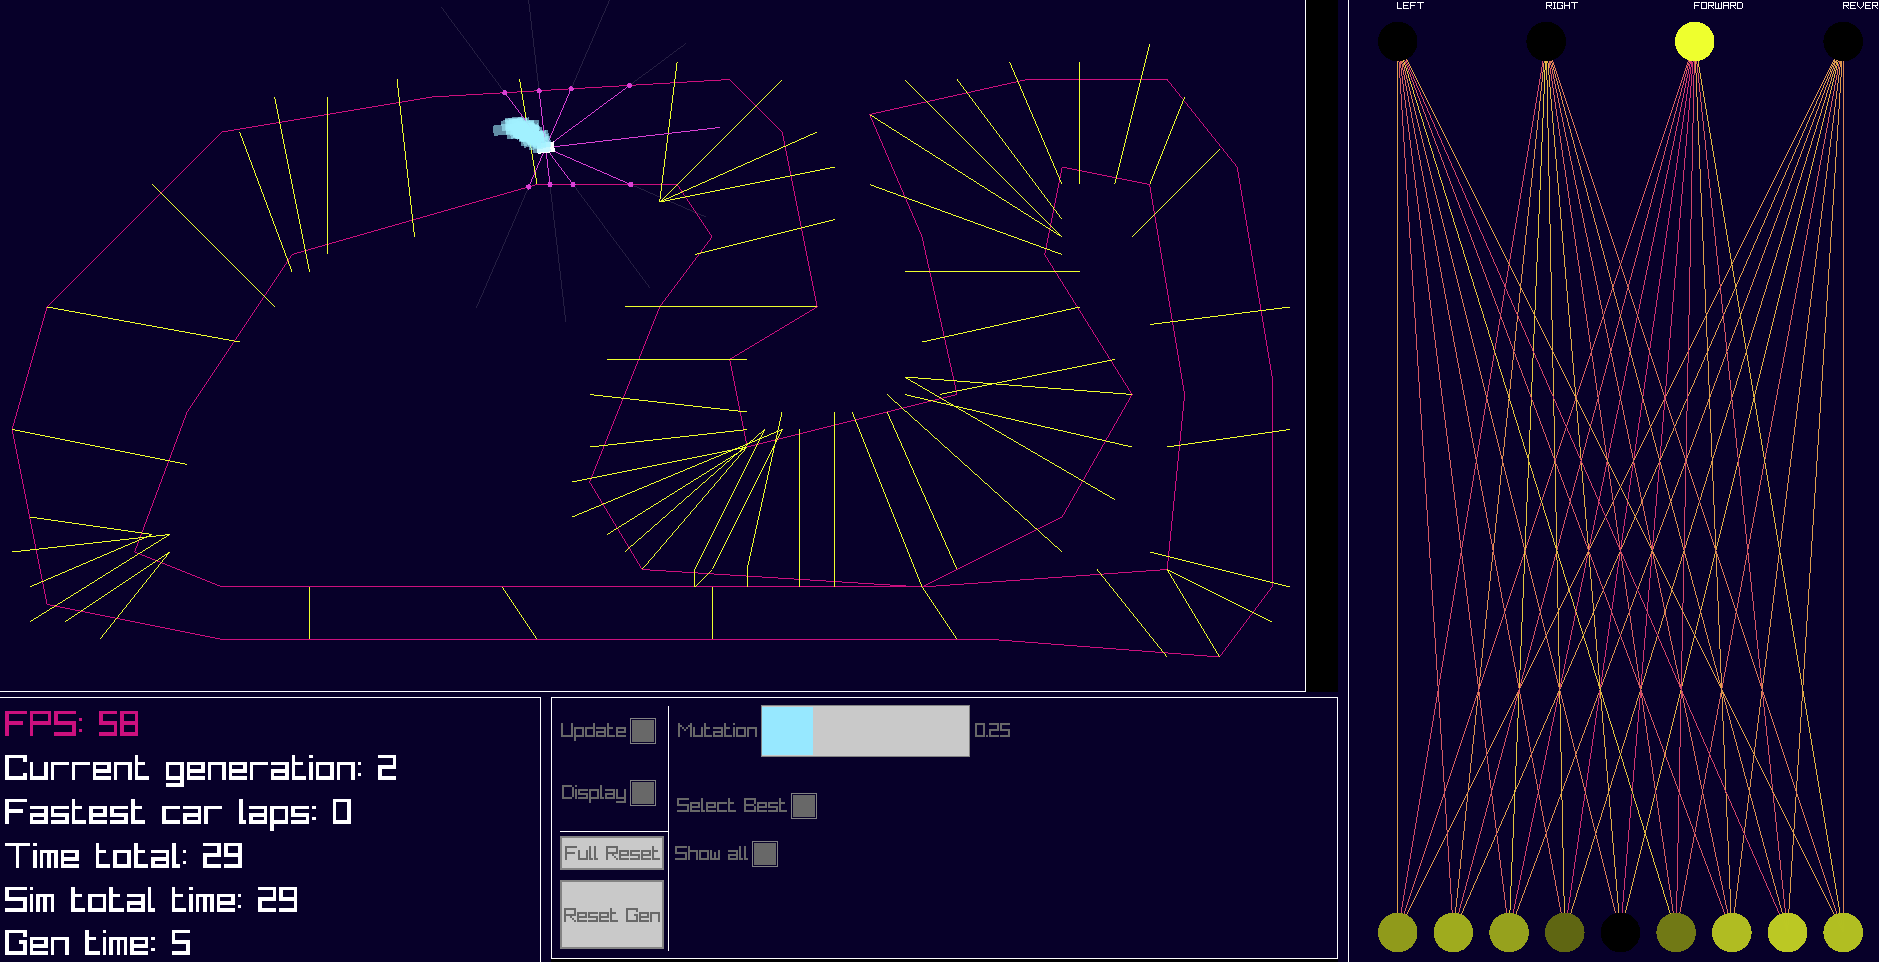 LEFT
RIGHT
FORWARD
REVER
FPS: 58
Current generation: 2
Fastest car laps: 0
Time total: 29
Sim total time: 29
Gen time: 5
Update
Display
Full Reset
Reset Gen
Mutation 0.25
Select Best
Show all